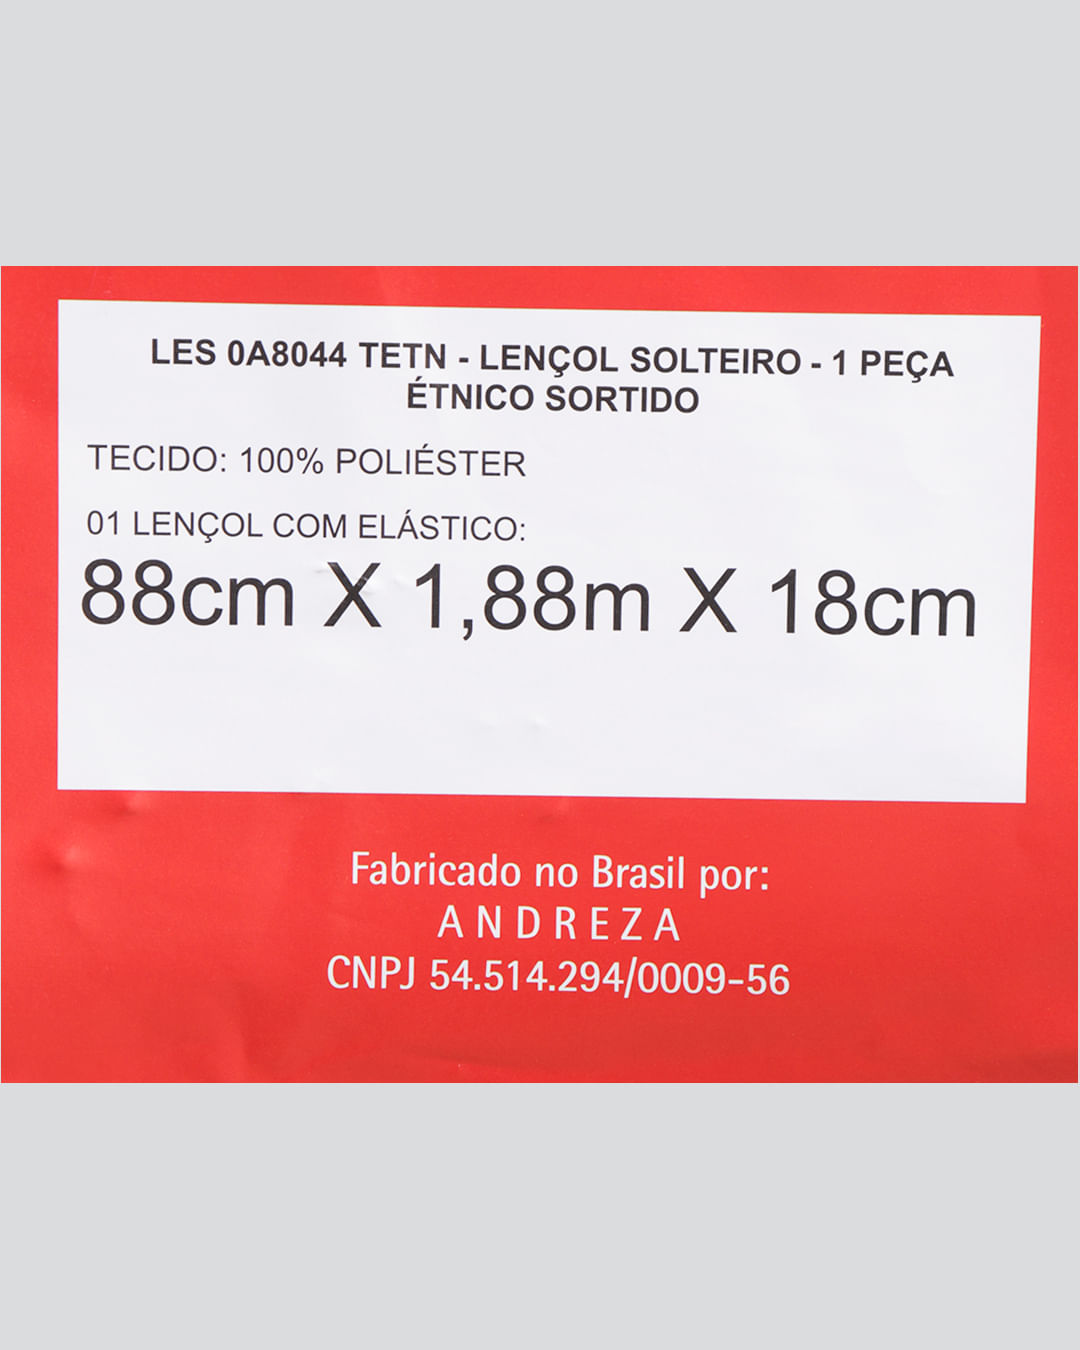 LES 0A8044 TETN - LENÇOL SOLTEIRO - 1 PEÇA
ÉTNICO SORTIDO
TECIDO: 100% POLIÉSTER
01 LENÇOL COM ELÁSTICO:
88cm X 1,88m X 18cm
Fabricado no Brasil por:
ANDREZA
CNPJ 54.514.294/0009-56